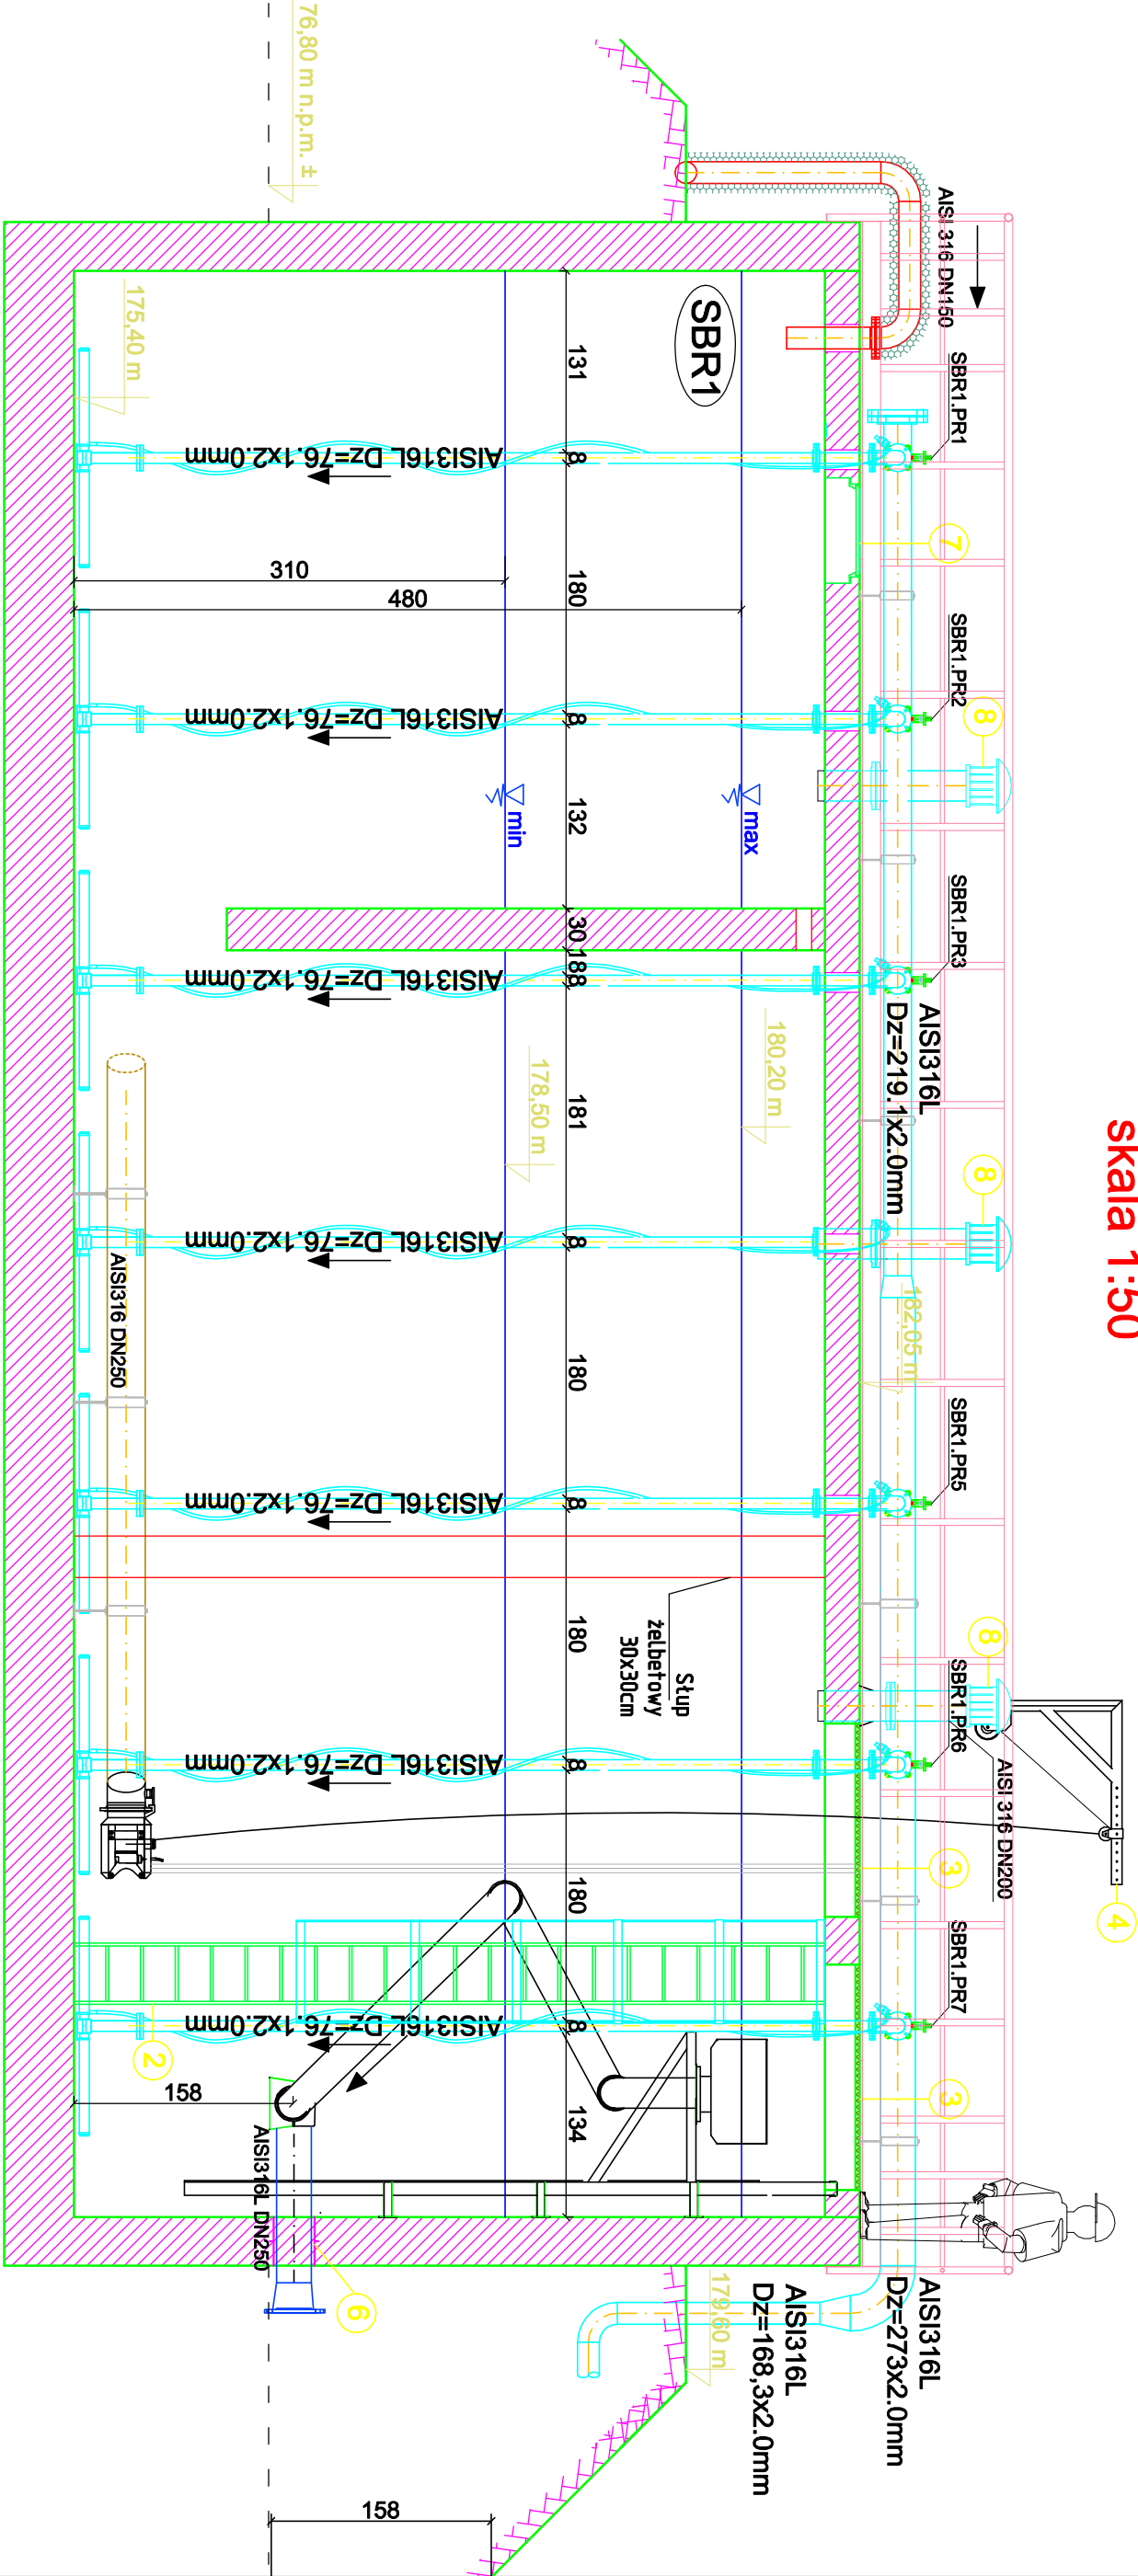 skala 1:50
AISI 316 DN150
SBR1.PR1
7
SBR1.PR2
8
SBR1.PR3
AISI316L
Dz=219.1x2.0mm
8
182,05 m
SBR1.PR5
8
SBR1.PR6
AISI 316 DN200
3
4
SBR1.PR7
3
AISI316L
Dz=273x2.0mm
AISI316L
Dz=168,3x2.0mm
179,60 m
SBR1
max
min
180,20 m
178,50 m
Słup
żelbetowy
30x30cm
131
8
180
8
132
30
18
8
181
8
180
8
180
8
180
8
134
310
480
AISI316L Dz=76.1x2.0mm
AISI316L Dz=76.1x2.0mm
AISI316L Dz=76.1x2.0mm
AISI316L Dz=76.1x2.0mm
AISI316L Dz=76.1x2.0mm
AISI316L Dz=76.1x2.0mm
AISI316L Dz=76.1x2.0mm
76,80 m n.p.m. ±
175,40 m
AISI316 DN250
2
158
AISI316L DN250
6
158